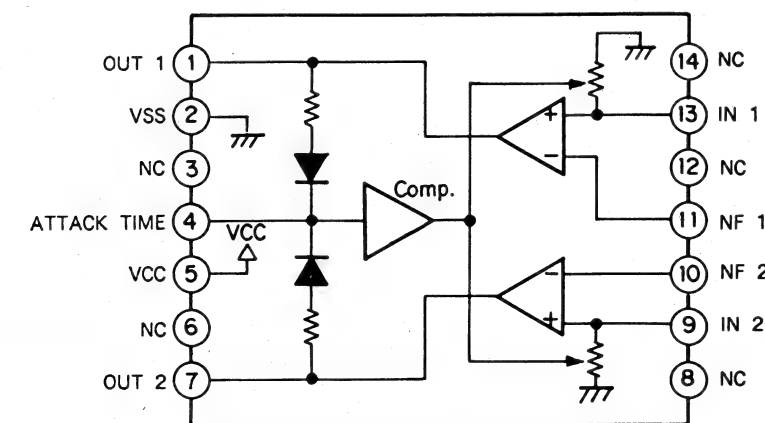 OUT 1 1
VSS 2
NC 3
ATTACK TIME 4
VCC
VCC 5
NC 6
OUT 2 7
Comp.
+
−
−
+
14 NC
13 IN 1
12 NC
11 NF 1
10 NF 2
9 IN 2
8 NC